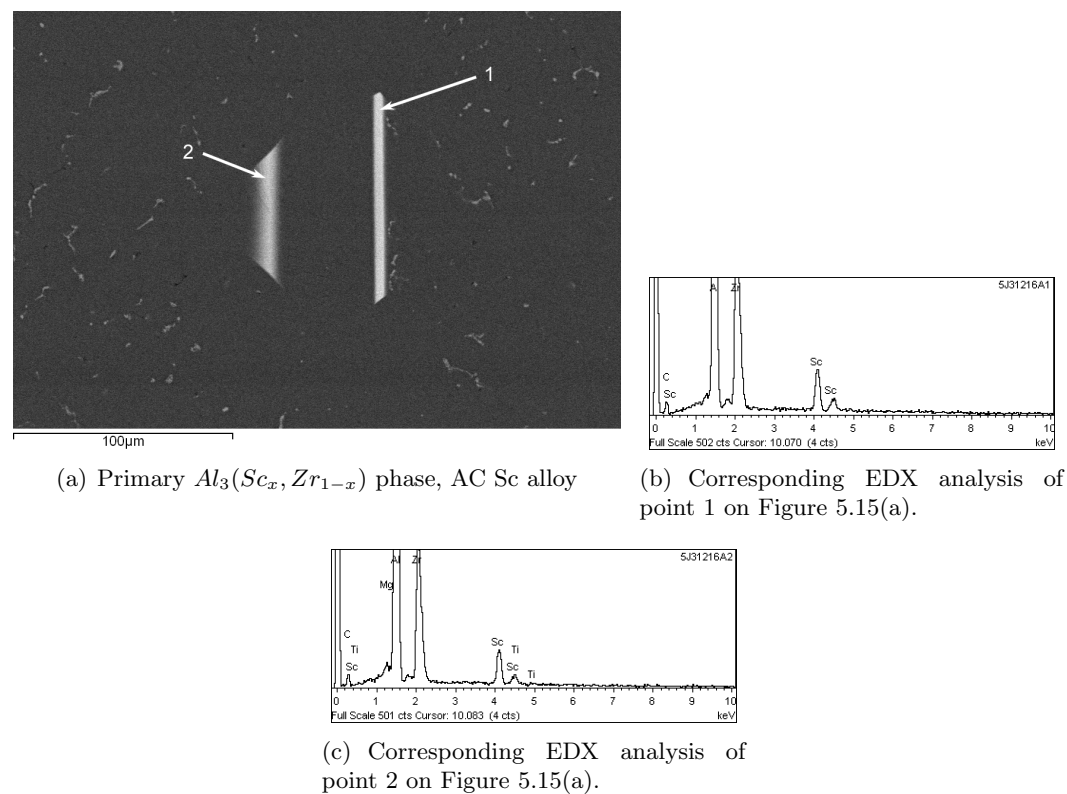 1
2
100µm
(a) Primary Al₃(Scₓ, Zr₁₋ₓ) phase, AC Sc alloy
5J31216A1
A Zr
C
Sc
Sc
Sc
0 1 2 3 4 5 6 7 8 9 10
Full Scale 502 cts Cursor: 10.070 (4 cts) keV
(b) Corresponding EDX analysis of
point 1 on Figure 5.15(a).
5J31216A2
Al Zr
Mg
C
Ti
Sc
Sc
Ti
Sc
Ti
0 1 2 3 4 5 6 7 8 9 10
Full Scale 501 cts Cursor: 10.083 (4 cts) keV
(c) Corresponding EDX analysis of
point 2 on Figure 5.15(a).